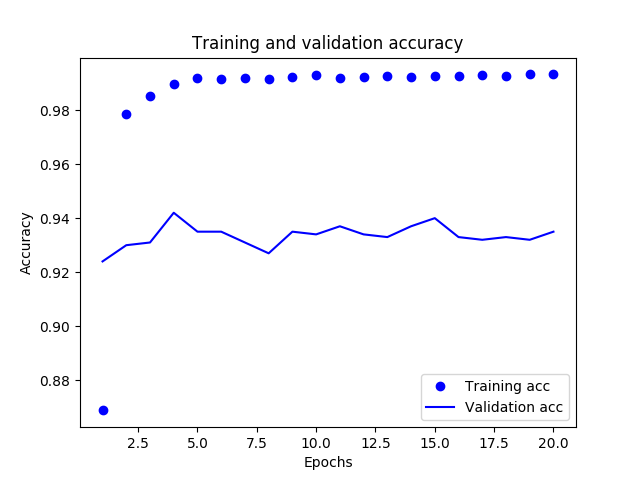 Training and validation accuracy
Accuracy
0.98
0.96
0.94
0.92
0.90
0.88
2.5 5.0 7.5 10.0 12.5 15.0 17.5 20.0
Epochs
Training acc
Validation acc